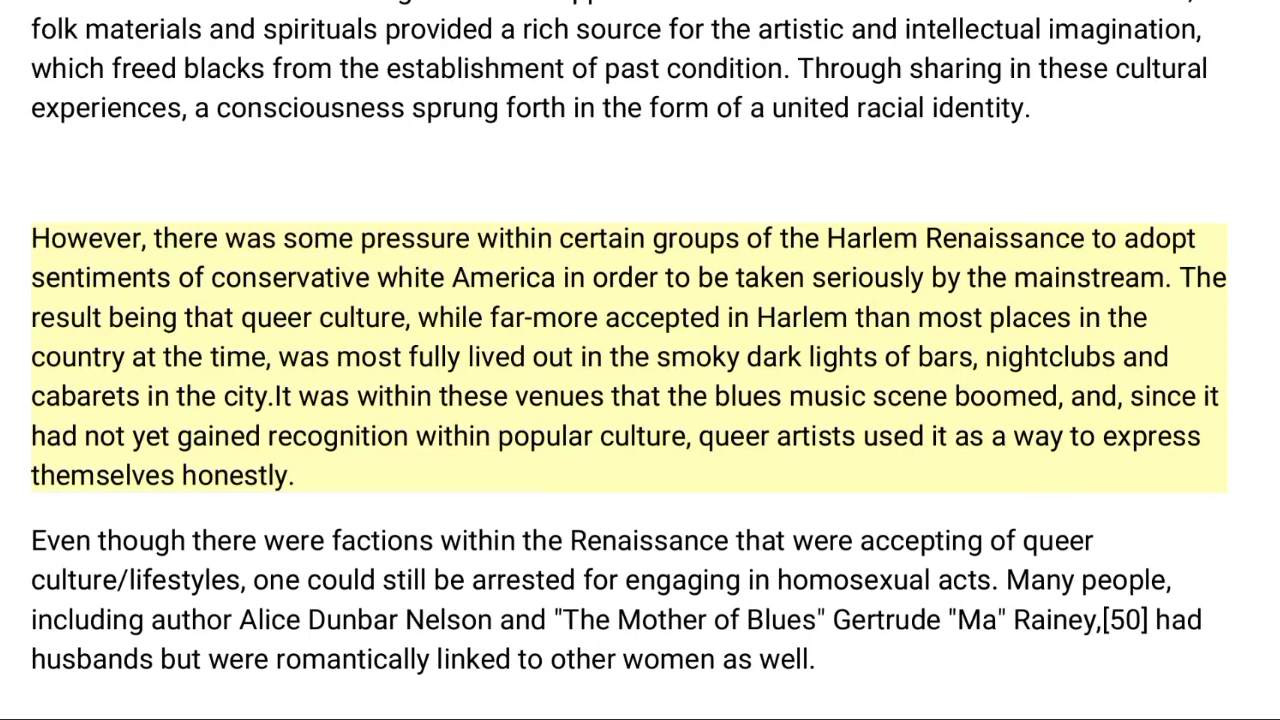 folk materials and spirituals provided a rich source for the artistic and intellectual imagination,
which freed blacks from the establishment of past condition. Through sharing in these cultural
experiences, a consciousness sprung forth in the form of a united racial identity.
However, there was some pressure within certain groups of the Harlem Renaissance to adopt
sentiments of conservative white America in order to be taken seriously by the mainstream. The
result being that queer culture, while far-more accepted in Harlem than most places in the
country at the time, was most fully lived out in the smoky dark lights of bars, nightclubs and
cabarets in the city.It was within these venues that the blues music scene boomed, and, since it
had not yet gained recognition within popular culture, queer artists used it as a way to express
themselves honestly.
Even though there were factions within the Renaissance that were accepting of queer
culture/lifestyles, one could still be arrested for engaging in homosexual acts. Many people,
including author Alice Dunbar Nelson and "The Mother of Blues" Gertrude "Ma" Rainey,[50] had
husbands but were romantically linked to other women as well.